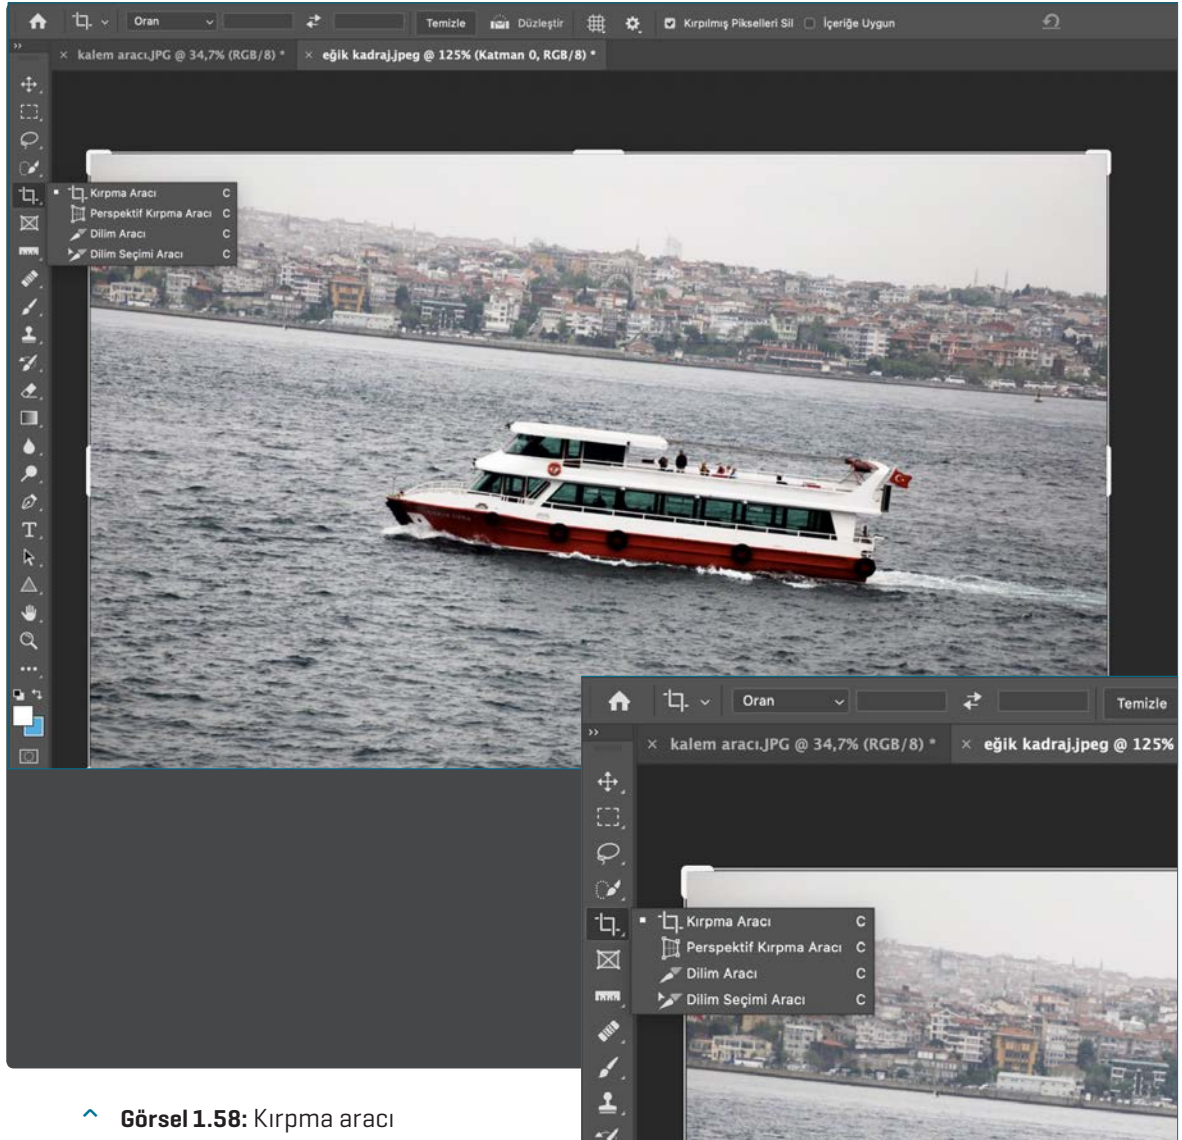 Oran Temizle Düzleştir Kırpılmış Pikselleri Sil İçeriğe Uygun
× kalem aracı.JPG @ 34,7% (RGB/8) * × eğik kadraj.jpeg @ 125% (Katman 0, RGB/8) *
Kırpma Aracı C
Perspektif Kırpma Aracı C
Dilim Aracı C
Dilim Seçimi Aracı C
Oran Temizle
× kalem aracı.JPG @ 34,7% (RGB/8) * × eğik kadraj.jpeg @ 125%
Kırpma Aracı C
Perspektif Kırpma Aracı C
Dilim Aracı C
Dilim Seçimi Aracı C
Görsel 1.58: Kırpma aracı